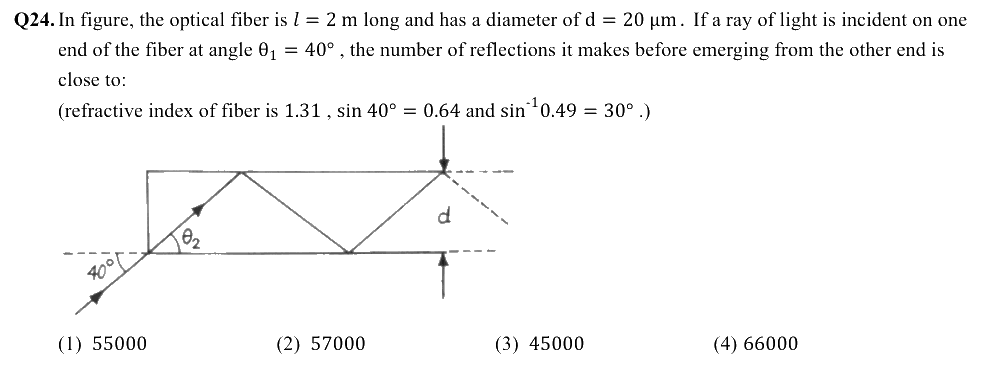 Q24. In figure, the optical fiber is l = 2 m long and has a diameter of d = 20 μm. If a ray of light is incident on one
end of the fiber at angle θ₁ = 40°, the number of reflections it makes before emerging from the other end is
close to:
(refractive index of fiber is 1.31, sin 40° = 0.64 and sin⁻¹0.49 = 30°.)
d
θ₂
40°
(1) 55000 (2) 57000 (3) 45000 (4) 66000